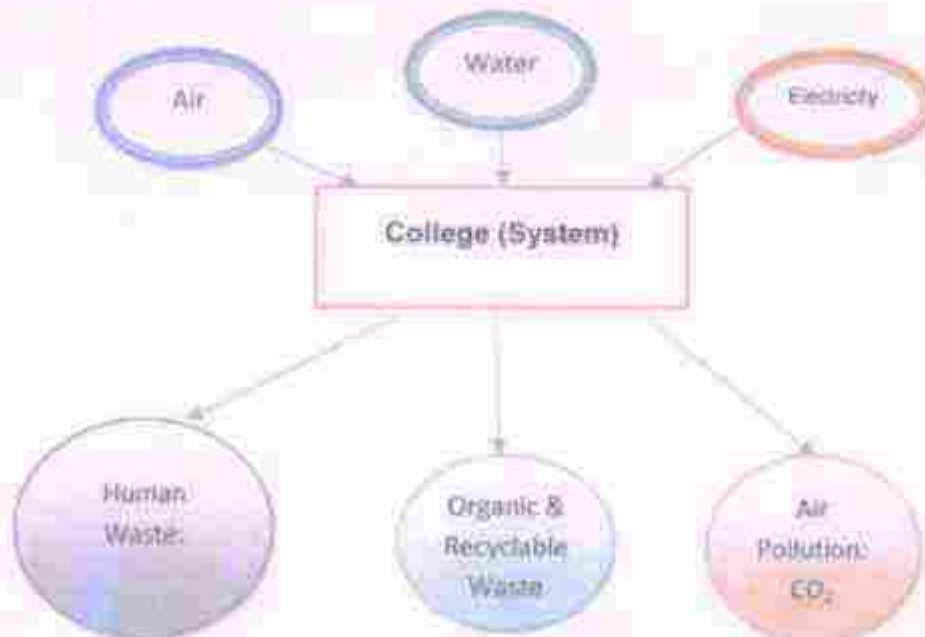 Air
Water
Electricty
College (System)
Human
Waste.
Organic &
Recyclable
Waste
Air
Pollution:
CO₂